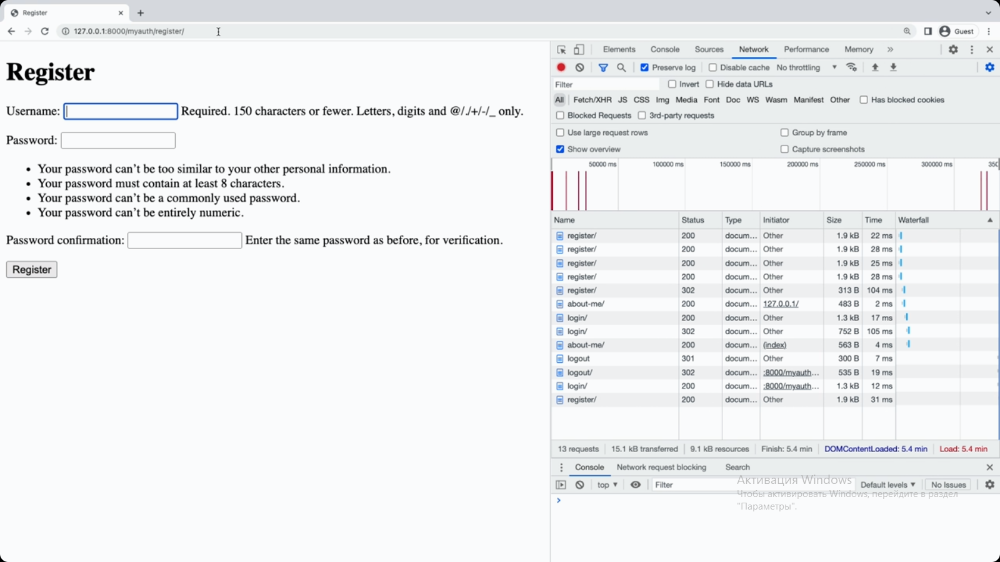 Register
127.0.0.1:8000/myauth/register/
Guest
Register
Username: Required. 150 characters or fewer. Letters, digits and @/./+/-/_ only.
Password:
• Your password can’t be too similar to your other personal information.
• Your password must contain at least 8 characters.
• Your password can’t be a commonly used password.
• Your password can’t be entirely numeric.
Password confirmation: Enter the same password as before, for verification.
Register
Elements Console Sources Network Performance Memory
Preserve log Disable cache No throttling
Filter Invert Hide data URLs
All Fetch/XHR JS CSS Img Media Font Doc WS Wasm Manifest Other Has blocked cookies
Blocked Requests 3rd-party requests
Use large request rows Group by frame
Show overview Capture screenshots
50000 ms 100000 ms 150000 ms 200000 ms 250000 ms 300000 ms 350
Name Status Type Initiator Size Time Waterfall
register/ 200 docum... Other 1.9 kB 22 ms
register/ 200 docum... Other 1.9 kB 28 ms
register/ 200 docum... Other 1.9 kB 25 ms
register/ 200 docum... Other 1.9 kB 28 ms
register/ 302 docum... Other 313 B 104 ms
about-me/ 200 docum... 127.0.0.1/ 483 B 2 ms
login/ 200 docum... Other 1.3 kB 17 ms
login/ 302 docum... Other 752 B 105 ms
about-me/ 200 docum... (index) 563 B 4 ms
logout 301 docum... Other 300 B 7 ms
logout/ 302 docum... :8000/myauth... 535 B 19 ms
login/ 200 docum... :8000/myauth... 1.3 kB 12 ms
register/ 200 docum... Other 1.9 kB 31 ms
13 requests 15.1 kB transferred 9.1 kB resources Finish: 5.4 min DOMContentLoaded: 5.4 min Load: 5.4 min
Console Network request blocking Search
top Filter Default levels No Issues
Активация Windows
Чтобы активировать Windows, перейдите в раздел
"Параметры".